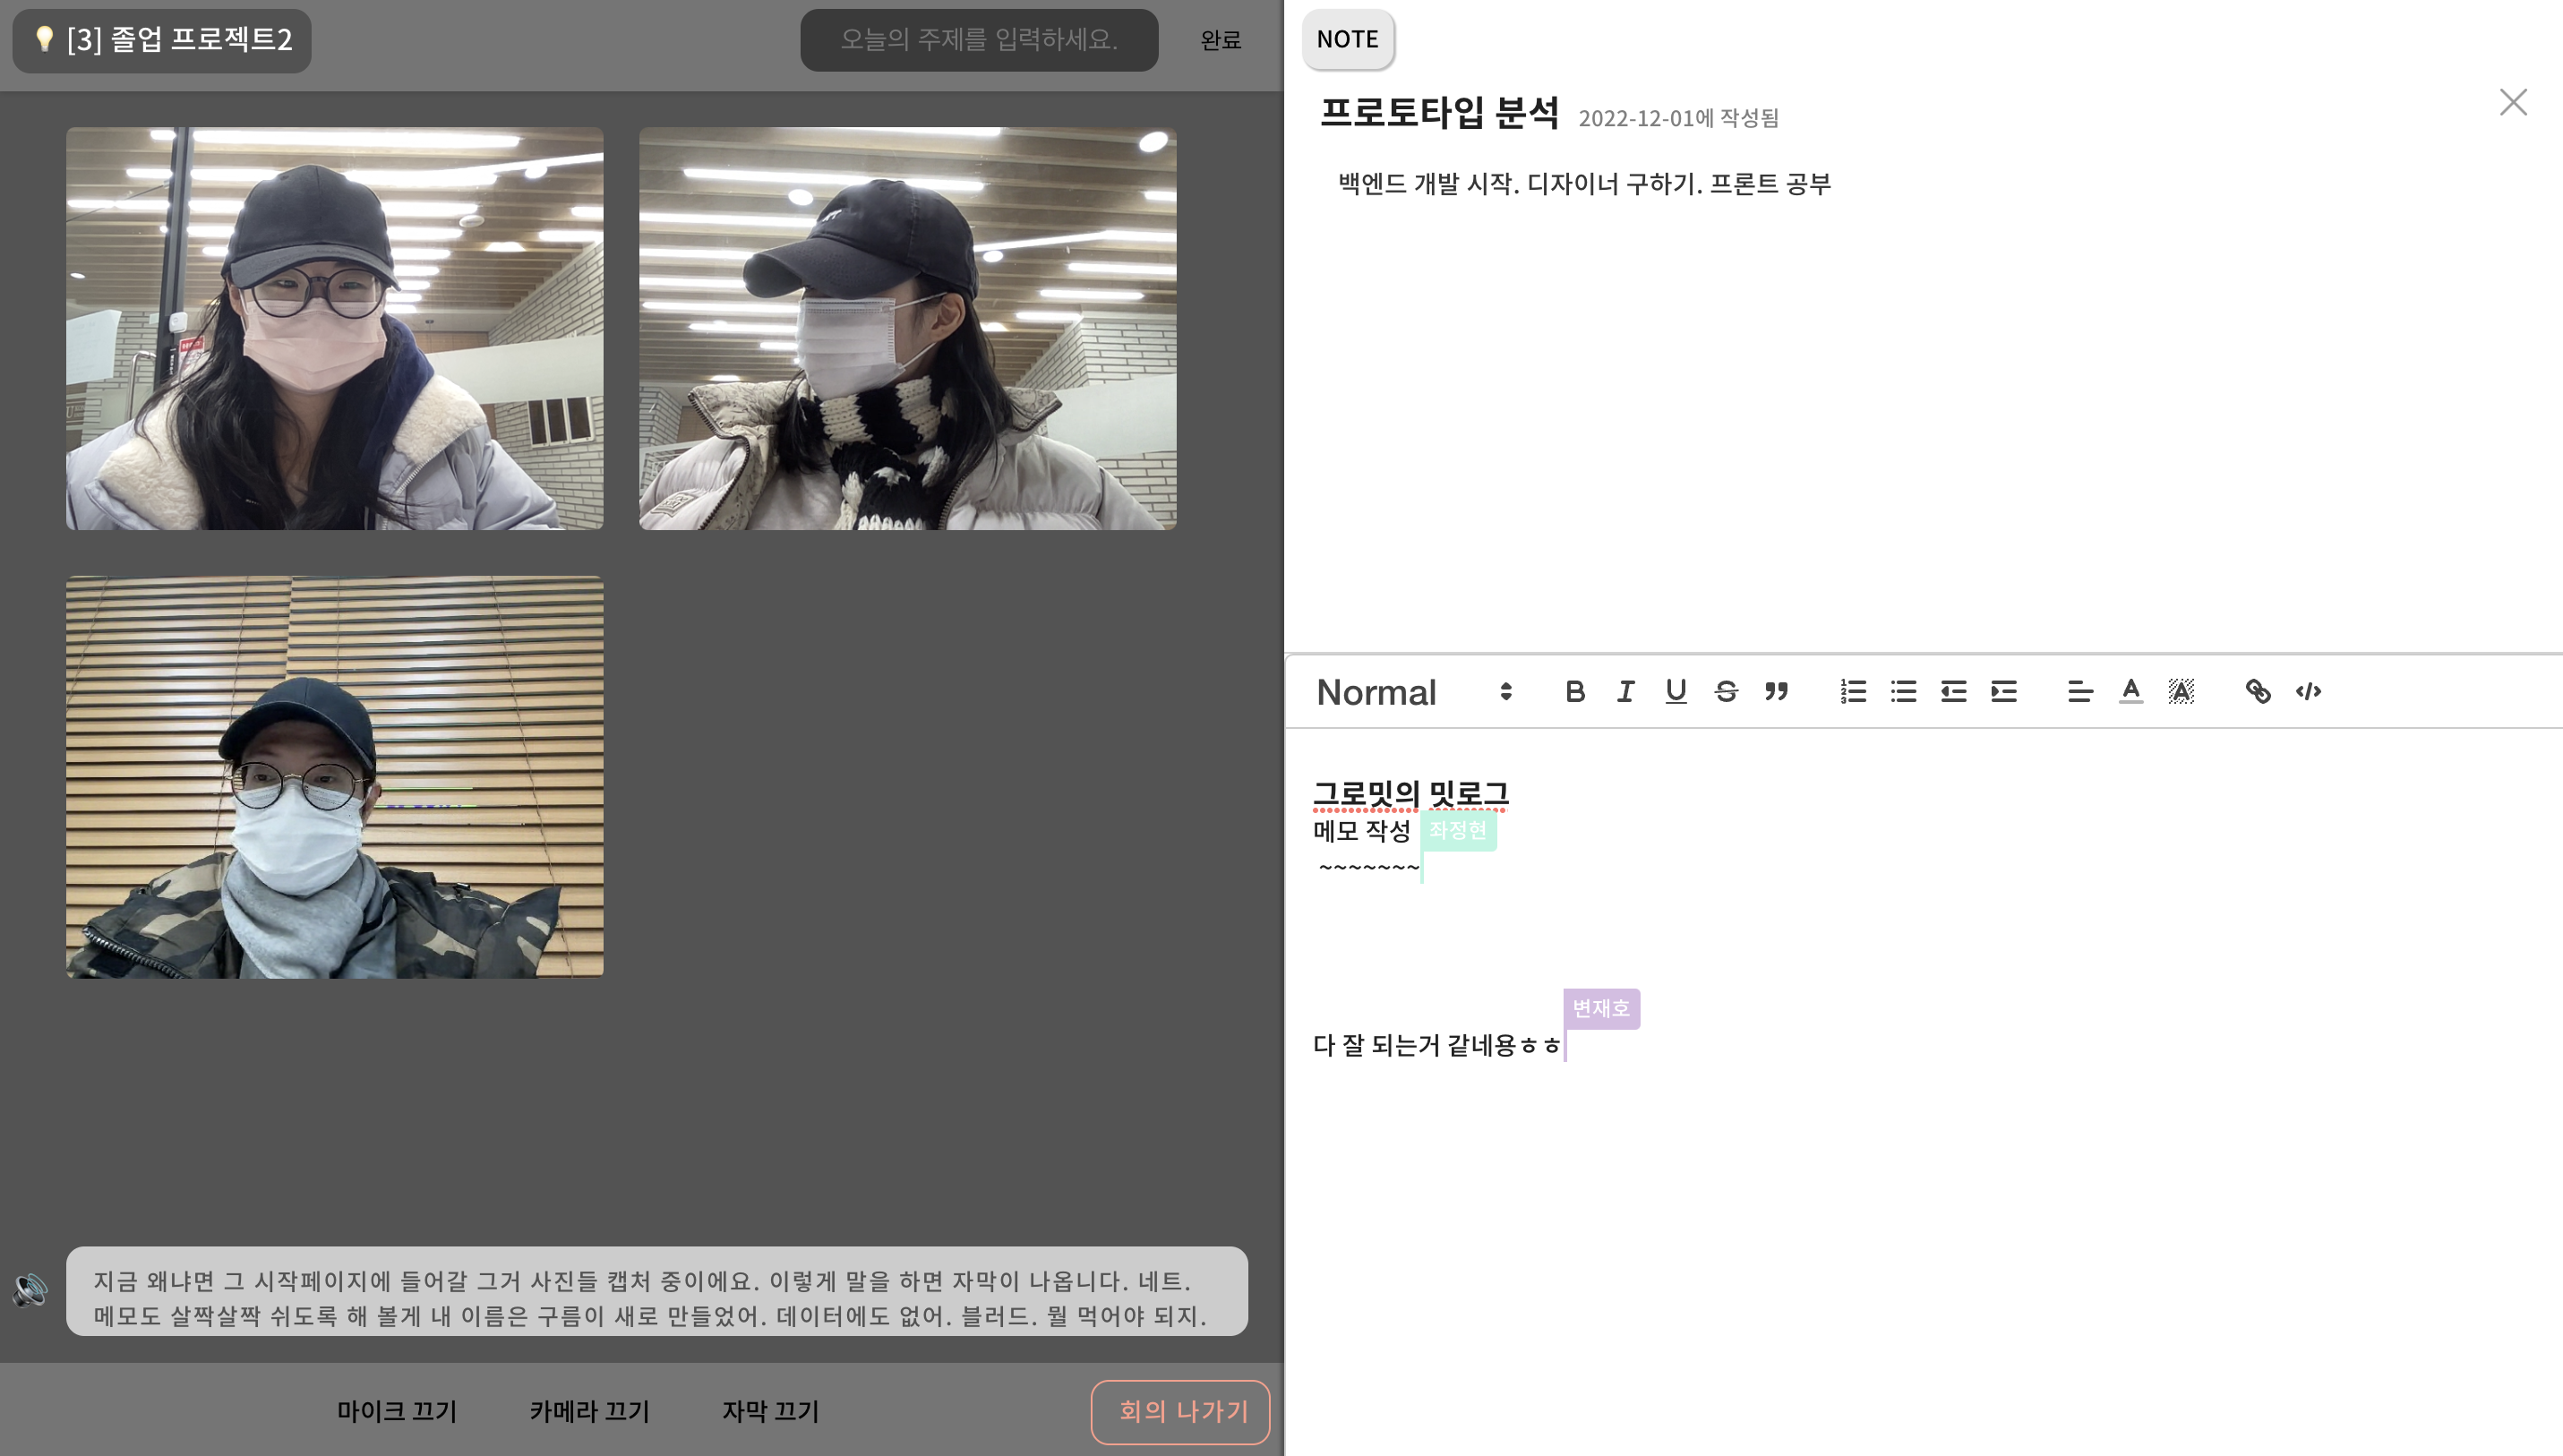 [3] 졸업 프로젝트2
오늘의 주제를 입력하세요.
완료
지금 왜냐면 그 시작페이지에 들어갈 그거 사진들 캡처 중이에요. 이렇게 말을 하면 자막이 나옵니다. 네트.
메모도 살짝살짝 쉬도록 해 볼게 내 이름은 구름이 새로 만들었어. 데이터에도 없어. 블러드. 뭘 먹어야 되지.
마이크 끄기
카메라 끄기
자막 끄기
회의 나가기
NOTE
프로토타입 분석 2022-12-01에 작성됨
백엔드 개발 시작. 디자이너 구하기. 프론트 공부
Normal
그로밋의 밋로그
메모 작성
좌정현
~~~~~~~
변재호
다 잘 되는거 같네용ㅎㅎ